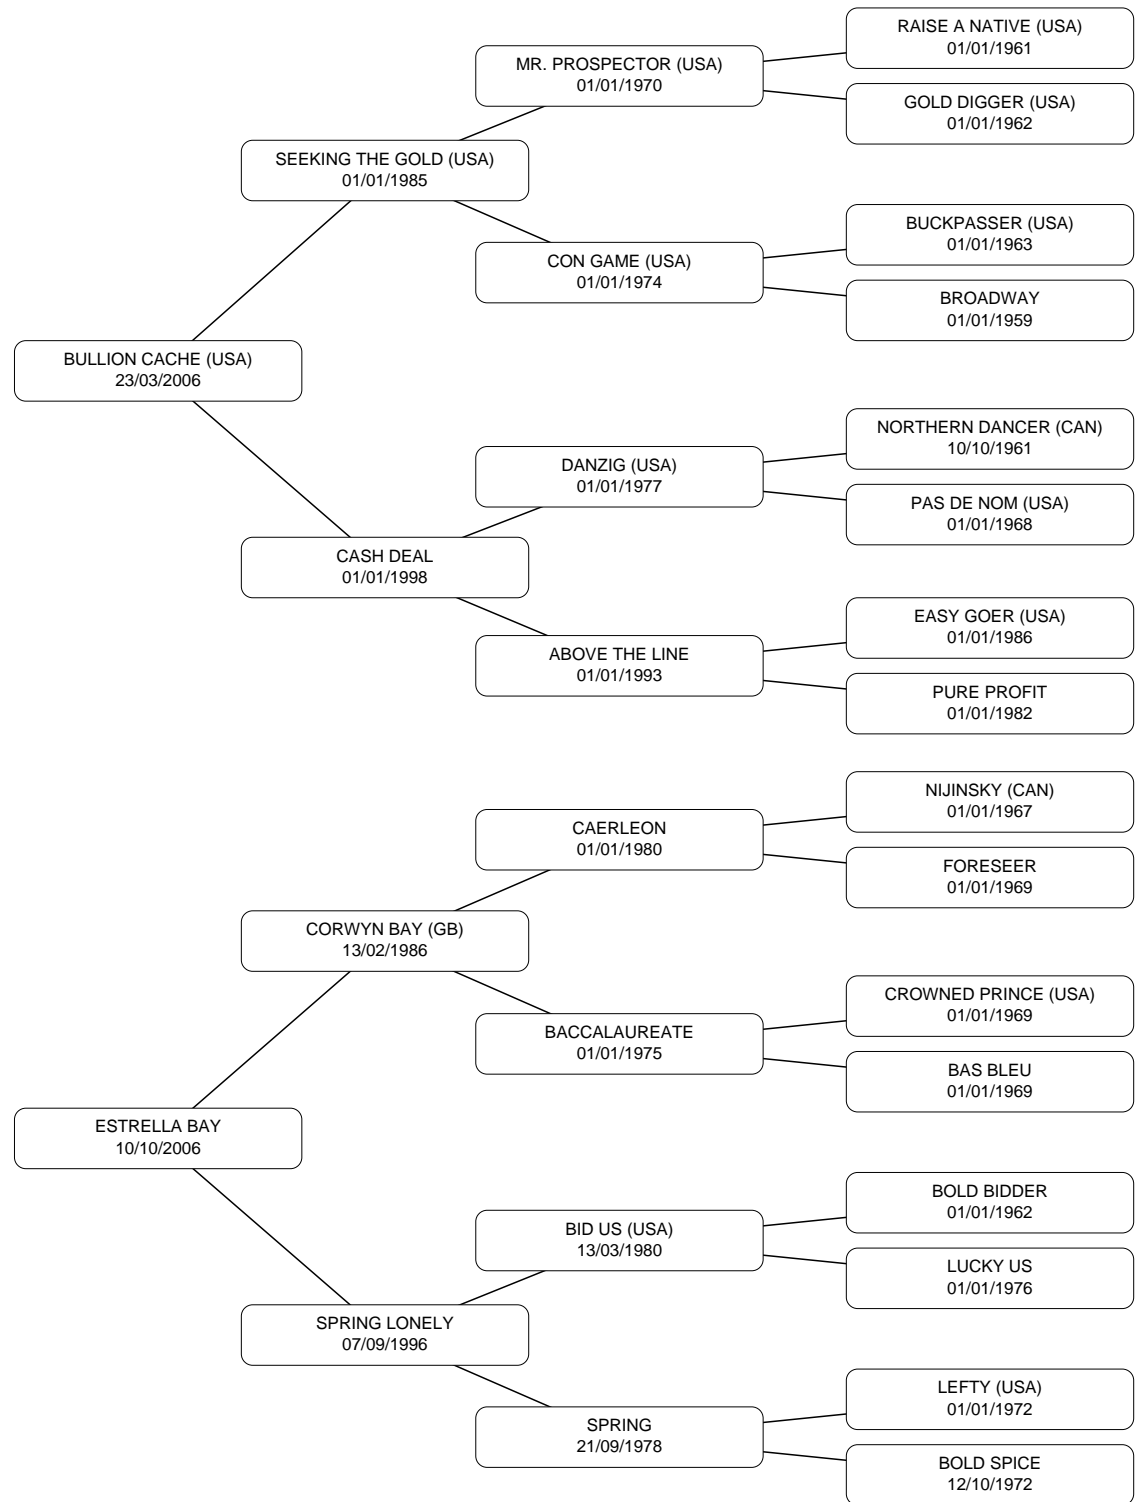 RAISE A NATIVE (USA)
01/01/1961
MR. PROSPECTOR (USA)
01/01/1970
GOLD DIGGER (USA)
01/01/1962
SEEKING THE GOLD (USA)
01/01/1985
BUCKPASSER (USA)
01/01/1963
CON GAME (USA)
01/01/1974
BROADWAY
01/01/1959
BULLION CACHE (USA)
23/03/2006
NORTHERN DANCER (CAN)
10/10/1961
DANZIG (USA)
01/01/1977
PAS DE NOM (USA)
01/01/1968
CASH DEAL
01/01/1998
EASY GOER (USA)
01/01/1986
ABOVE THE LINE
01/01/1993
PURE PROFIT
01/01/1982
NIJINSKY (CAN)
01/01/1967
CAERLEON
01/01/1980
FORESEER
01/01/1969
CORWYN BAY (GB)
13/02/1986
CROWNED PRINCE (USA)
01/01/1969
BACCALAUREATE
01/01/1975
BAS BLEU
01/01/1969
ESTRELLA BAY
10/10/2006
BOLD BIDDER
01/01/1962
BID US (USA)
13/03/1980
LUCKY US
01/01/1976
SPRING LONELY
07/09/1996
LEFTY (USA)
01/01/1972
SPRING
21/09/1978
BOLD SPICE
12/10/1972